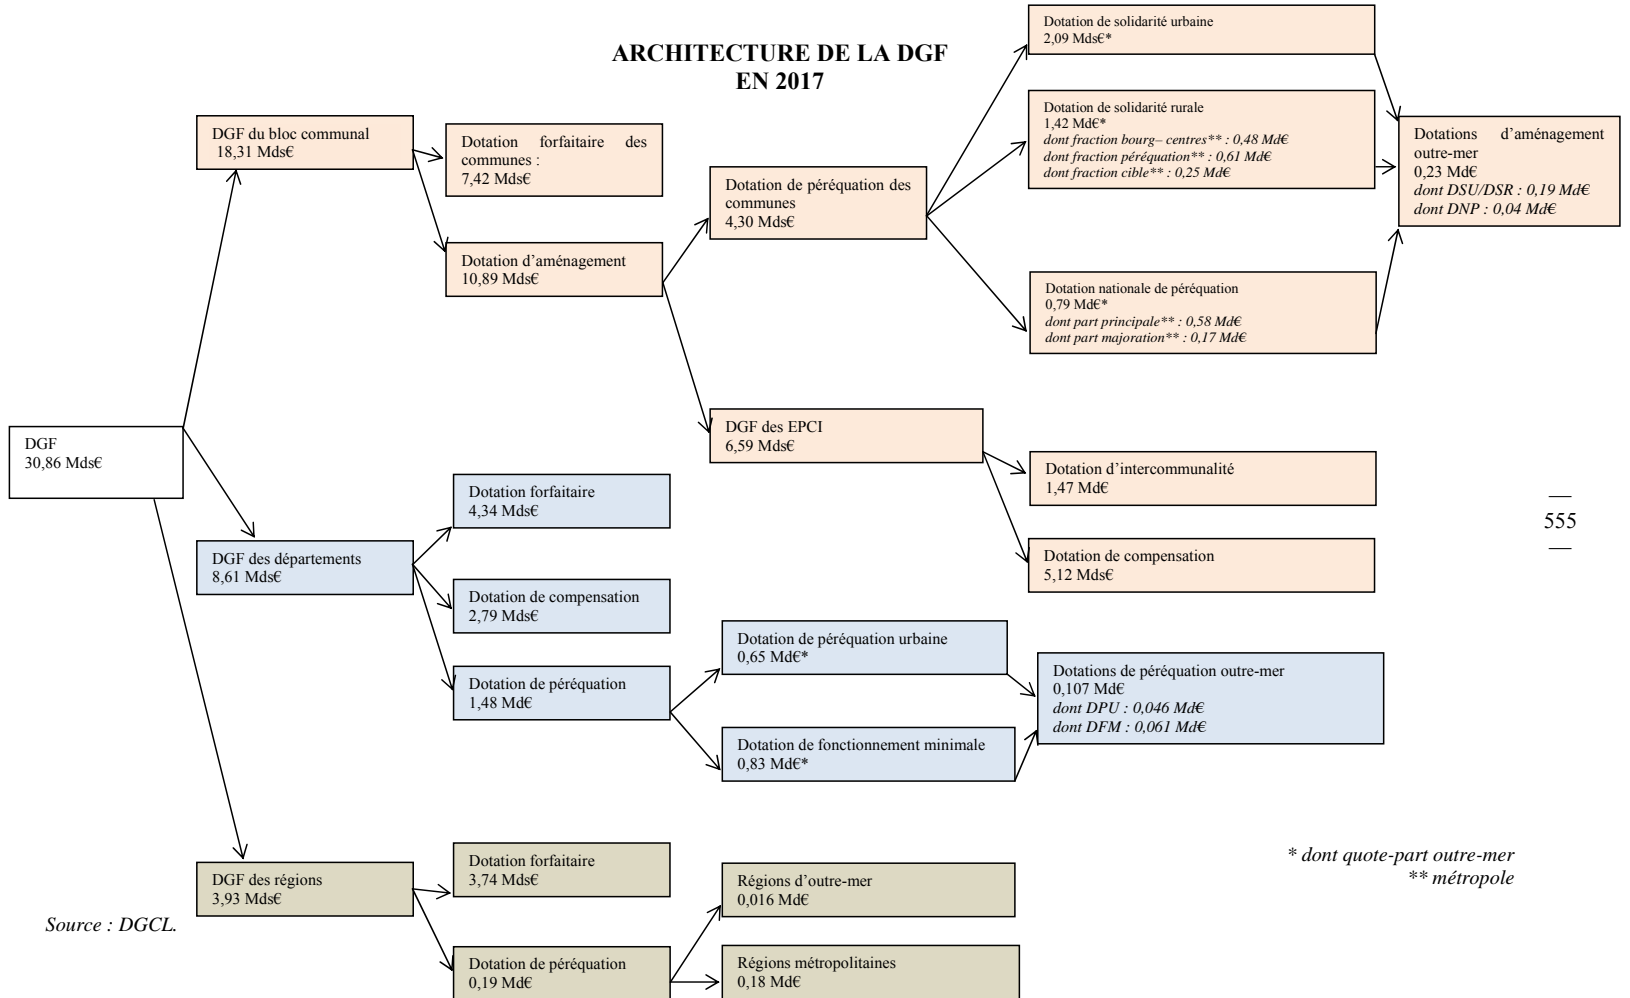 ARCHITECTURE DE LA DGF
EN 2017
DGF
30,86 Mds€
DGF du bloc communal
18,31 Mds€
Dotation forfaitaire des
communes :
7,42 Mds€
Dotation d’aménagement
10,89 Mds€
Dotation de péréquation des
communes
4,30 Mds€
Dotation de solidarité urbaine
2,09 Mds€*
Dotation de solidarité rurale
1,42 Md€*
dont fraction bourg– centres** : 0,48 Md€
dont fraction péréquation** : 0,61 Md€
dont fraction cible** : 0,25 Md€
Dotation nationale de péréquation
0,79 Md€*
dont part principale** : 0,58 Md€
dont part majoration** : 0,17 Md€
Dotations d’aménagement
outre-mer
0,23 Md€
dont DSU/DSR : 0,19 Md€
dont DNP : 0,04 Md€
DGF des EPCI
6,59 Mds€
Dotation d’intercommunalité
1,47 Md€
Dotation de compensation
5,12 Mds€
DGF des départements
8,61 Mds€
Dotation forfaitaire
4,34 Mds€
Dotation de compensation
2,79 Mds€
Dotation de péréquation
1,48 Md€
Dotation de péréquation urbaine
0,65 Md€*
Dotation de fonctionnement minimale
0,83 Md€*
Dotations de péréquation outre-mer
0,107 Md€
dont DPU : 0,046 Md€
dont DFM : 0,061 Md€
DGF des régions
3,93 Mds€
Dotation forfaitaire
3,74 Mds€
Dotation de péréquation
0,19 Md€
Régions d’outre-mer
0,016 Md€
Régions métropolitaines
0,18 Md€
* dont quote-part outre-mer
** métropole
Source : DGCL.
—
555
—